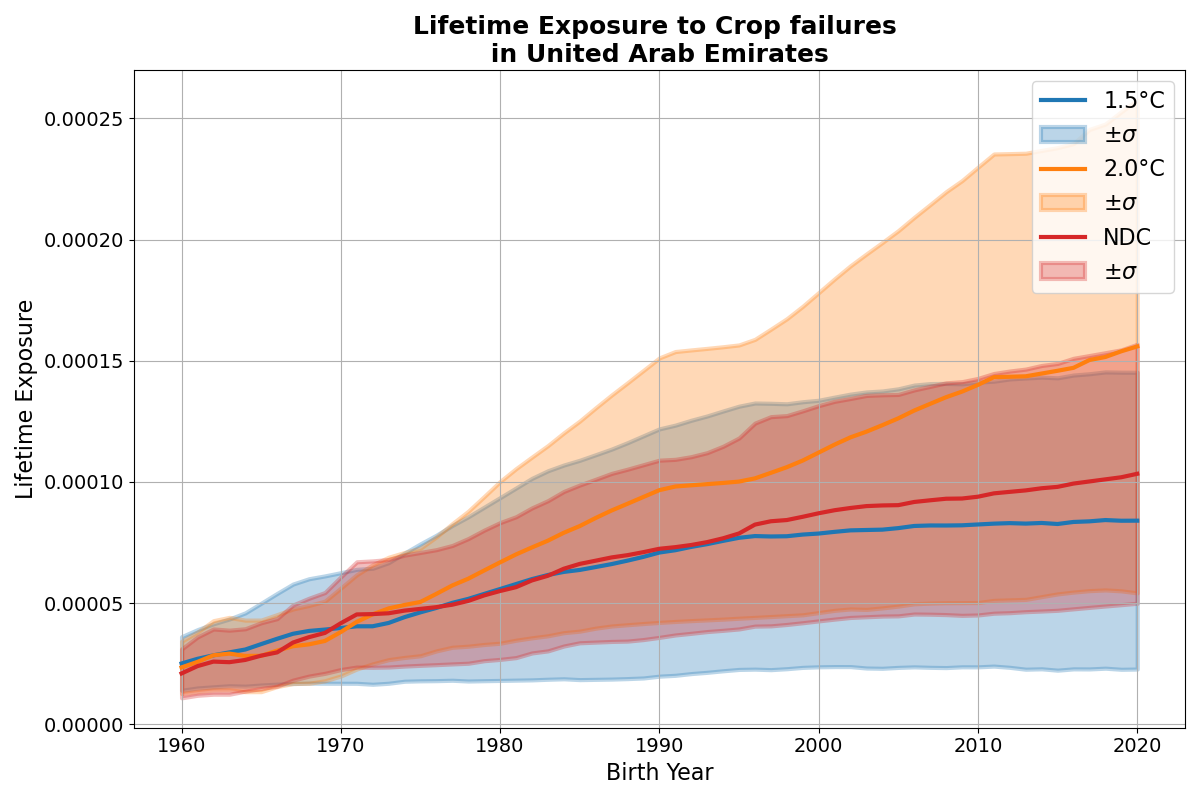 Lifetime Exposure to Crop failures
in United Arab Emirates
Lifetime Exposure
0.00025
0.00020
0.00015
0.00010
0.00005
0.00000
1960 1970 1980 1990 2000 2010 2020
Birth Year
1.5°C
±σ
2.0°C
±σ
NDC
±σ